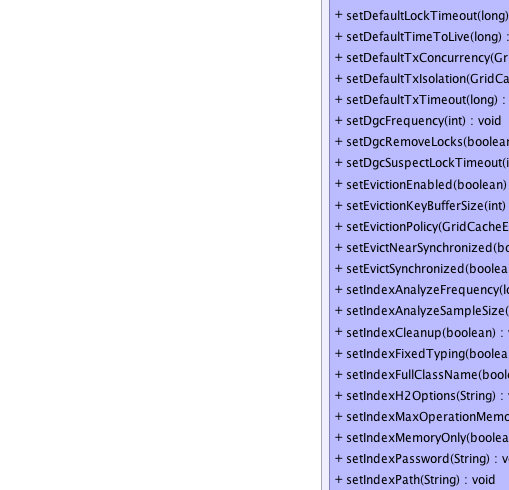 + setDefaultLockTimeout(long)
+ setDefaultTimeToLive(long) :
+ setDefaultTxConcurrency(Gr
+ setDefaultTxIsolation(GridCa
+ setDefaultTxTimeout(long) :
+ setDgcFrequency(int) : void
+ setDgcRemoveLocks(boolean
+ setDgcSuspectLockTimeout(i
+ setEvictionEnabled(boolean)
+ setEvictionKeyBufferSize(int)
+ setEvictionPolicy(GridCacheE
+ setEvictNearSynchronized(bo
+ setEvictSynchronized(boolea
+ setIndexAnalyzeFrequency(lo
+ setIndexAnalyzeSampleSize(
+ setIndexCleanup(boolean) : v
+ setIndexFixedTyping(boolea
+ setIndexFullClassName(bool
+ setIndexH2Options(String) : v
+ setIndexMaxOperationMemo
+ setIndexMemoryOnly(boolea
+ setIndexPassword(String) : v
+ setIndexPath(String) : void